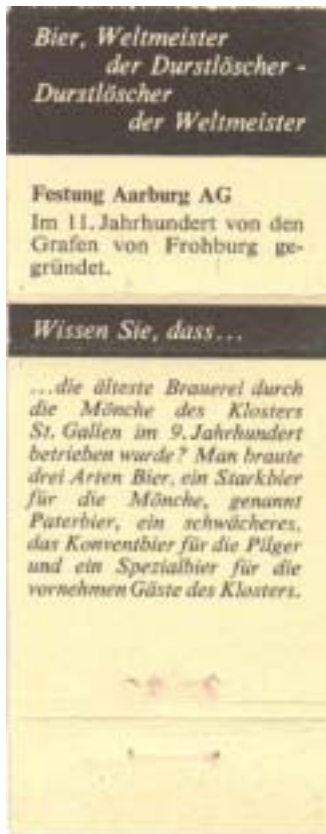 Bier, Weltmeister
der Durstlöscher -
Durstlöscher
der Weltmeister
Festung Aarburg AG
Im 11. Jahrhundert von den
Grafen von Frohburg ge-
gründet.
Wissen Sie, dass...
...die älteste Brauerei durch
die Mönche des Klosters
St. Gallen im 9. Jahrhundert
betrieben wurde? Man braute
drei Arten Bier, ein Starkbier
für die Mönche, genannt
Paterbier, ein schwächeres,
das Konventbier für die Pilger
und ein Spezialbier für die
vornehmen Gäste des Klosters.